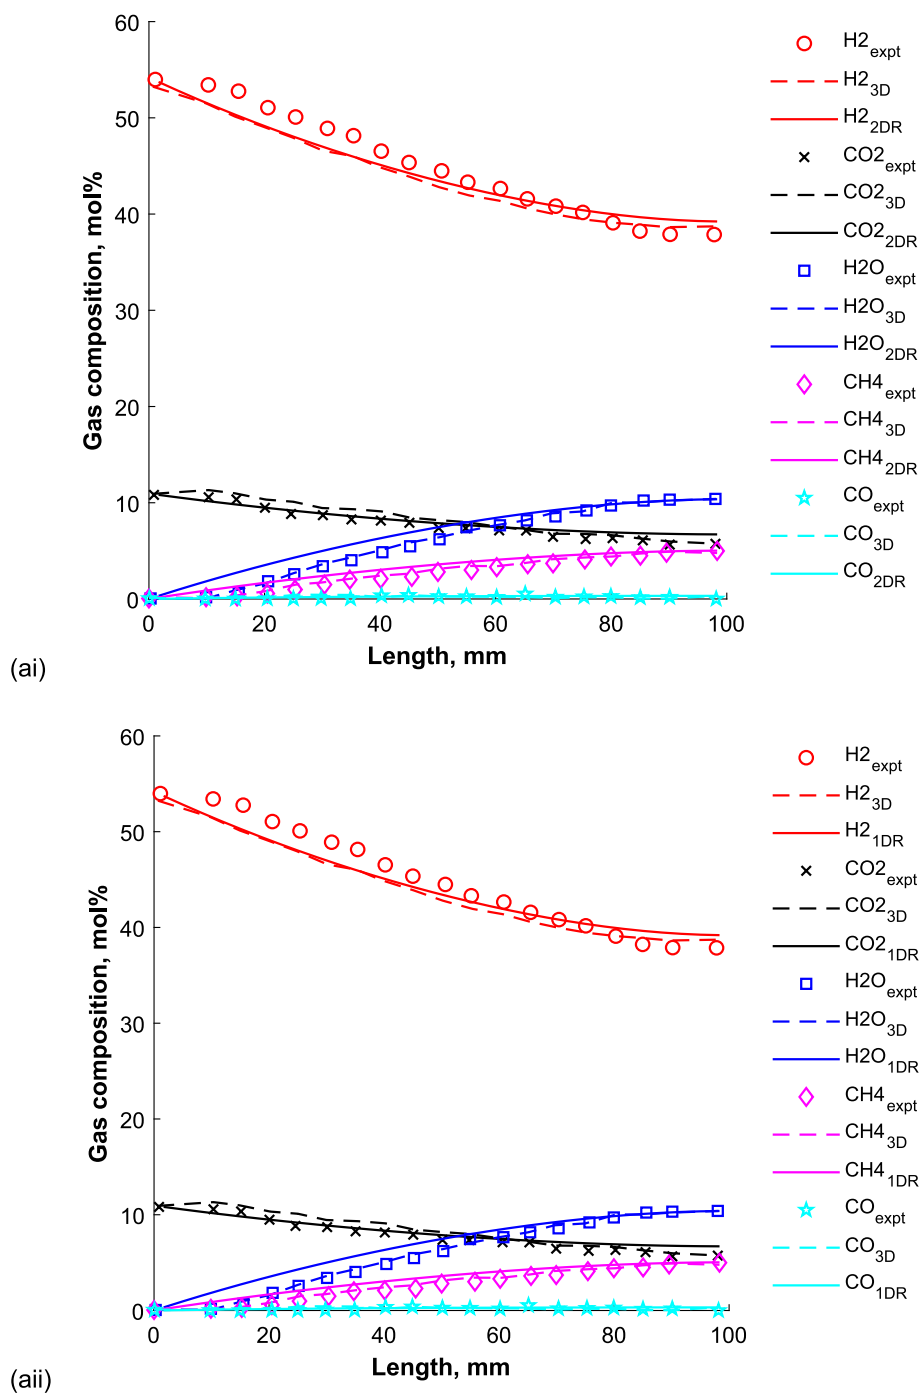 60
50
40
30
20
10
0
Gas composition, mol%
0 20 40 60 80 100
Length, mm
H2expt
H23D
H22DR
CO2expt
CO23D
CO22DR
H2Oexpt
H2O3D
H2O2DR
CH4expt
CH43D
CH42DR
COexpt
CO3D
CO2DR
(ai)
60
50
40
30
20
10
0
Gas composition, mol%
0 20 40 60 80 100
Length, mm
H2expt
H23D
H21DR
CO2expt
CO23D
CO21DR
H2Oexpt
H2O3D
H2O1DR
CH4expt
CH43D
CH41DR
COexpt
CO3D
CO1DR
(aii)